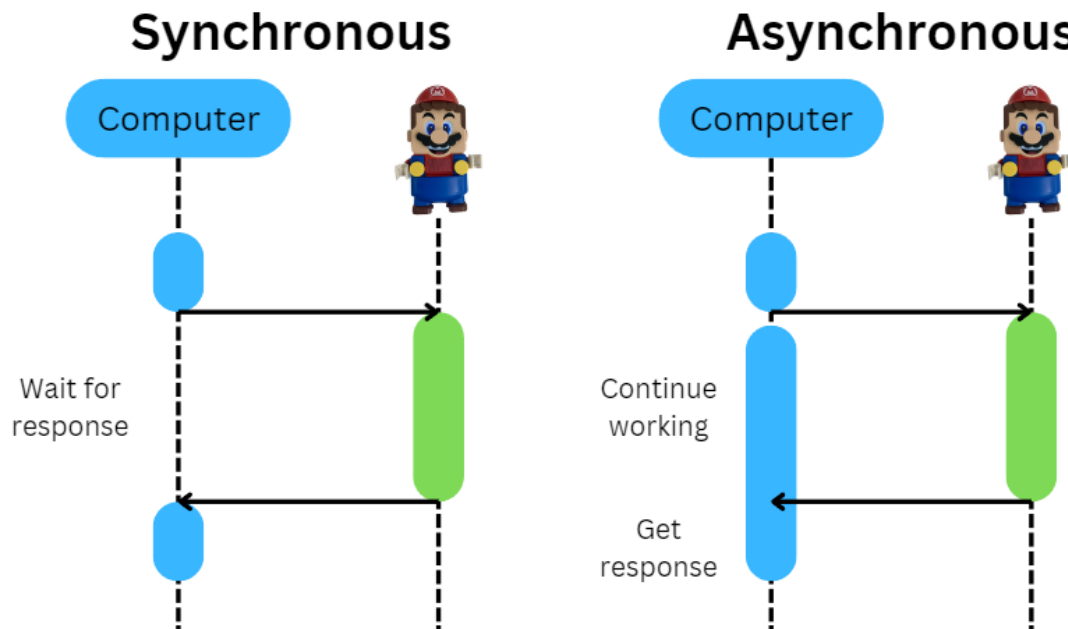 Synchronous
Asynchronous
Computer
M
Computer
M
Wait for
response
Continue
working
Get
response